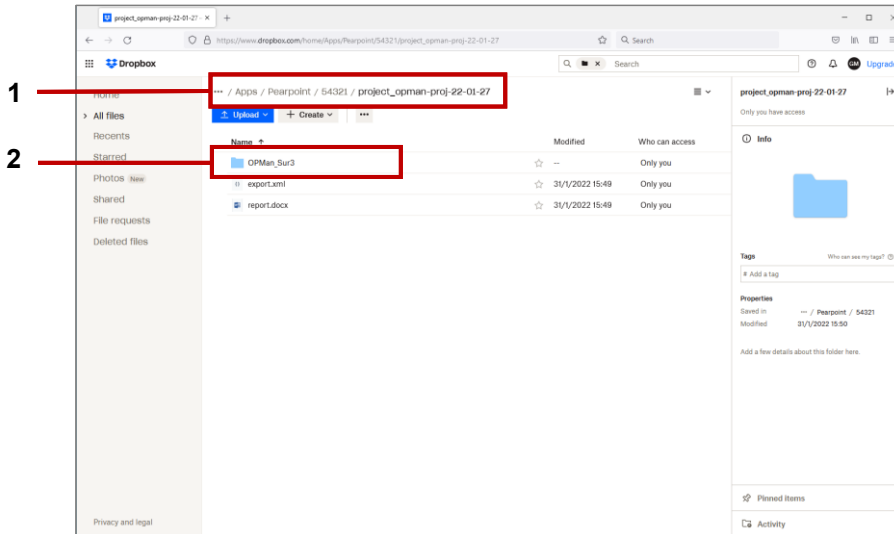 project_opman-proj-22-01-27 - ×
https://www.dropbox.com/home/Apps/Pearpoint/54321/project_opman-proj-22-01-27
Search
Dropbox
Search
GM
Upgrade
1
Home
··· / Apps / Pearpoint / 54321 / project_opman-proj-22-01-27
project_opman-proj-22-01-27
Only you have access
All files
Upload
+ Create
···
Recents
Name ↑
Modified
Who can access
Info
2
Starred
OPMan_Sur3
--
Only you
Photos New
export.xml
31/1/2022 15:49
Only you
Shared
report.docx
31/1/2022 15:49
Only you
File requests
Deleted files
Tags
Who can see my tags?
# Add a tag
Properties
Saved in
··· / Pearpoint / 54321
Modified
31/1/2022 15:50
Add a few details about this folder here.
Pinned items
Privacy and legal
Activity